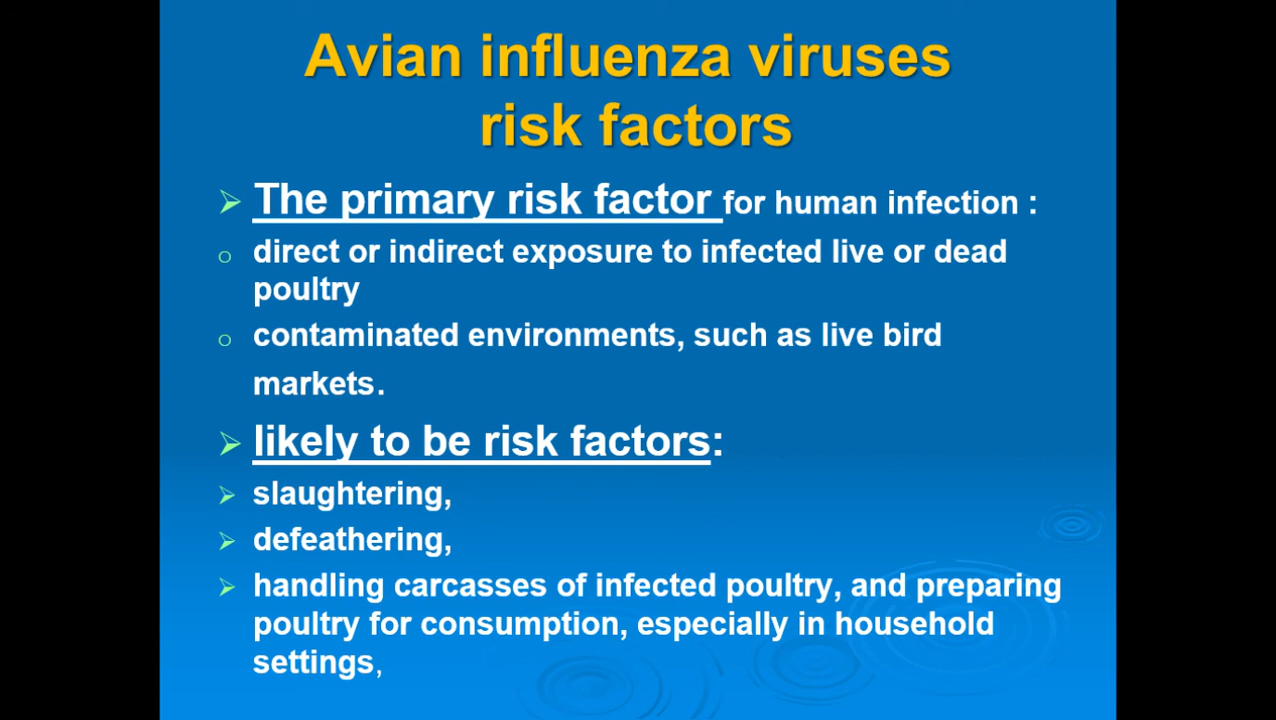 Avian influenza viruses
risk factors
The primary risk factor for human infection :
direct or indirect exposure to infected live or dead
poultry
contaminated environments, such as live bird
markets.
likely to be risk factors:
slaughtering,
defeathering,
handling carcasses of infected poultry, and preparing
poultry for consumption, especially in household
settings,